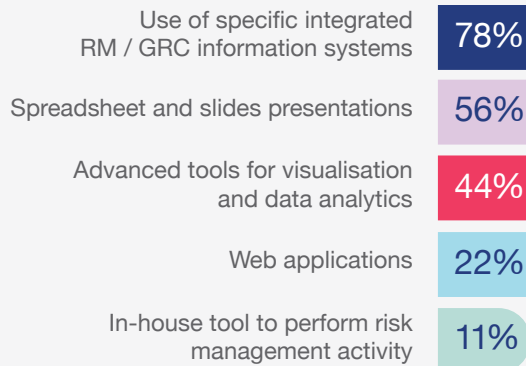 Use of specific integrated
RM / GRC information systems
78%
Spreadsheet and slides presentations
56%
Advanced tools for visualisation
and data analytics
44%
Web applications
22%
In-house tool to perform risk
management activity
11%